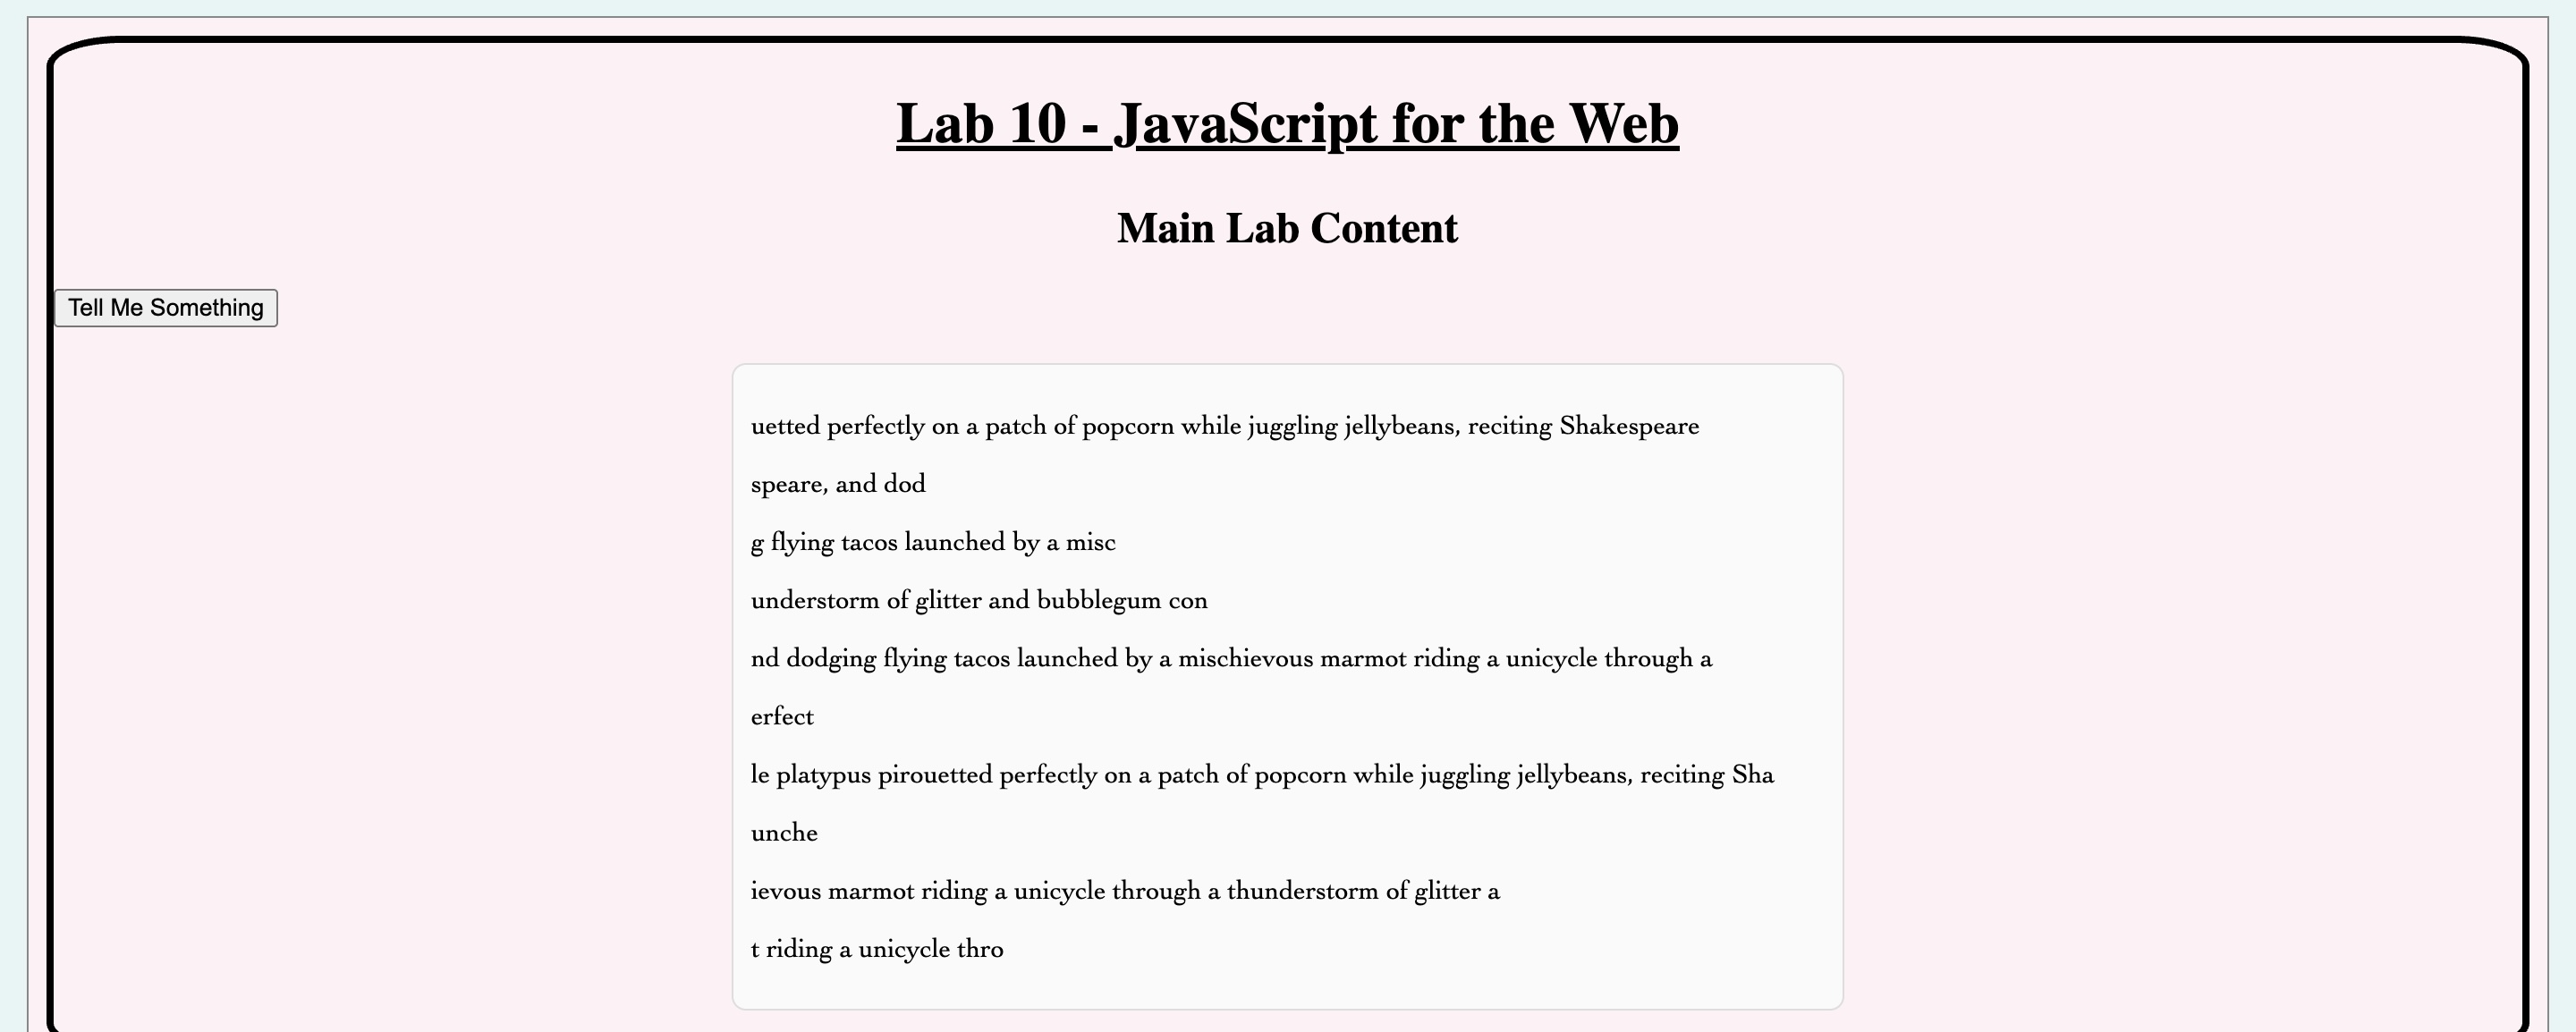 Lab 10 - JavaScript for the Web
Main Lab Content
Tell Me Something
uetted perfectly on a patch of popcorn while juggling jellybeans, reciting Shakespeare
speare, and dod
g flying tacos launched by a misc
understorm of glitter and bubblegum con
nd dodging flying tacos launched by a mischievous marmot riding a unicycle through a
erfect
le platypus pirouetted perfectly on a patch of popcorn while juggling jellybeans, reciting Sha
unche
ievous marmot riding a unicycle through a thunderstorm of glitter a
t riding a unicycle thro